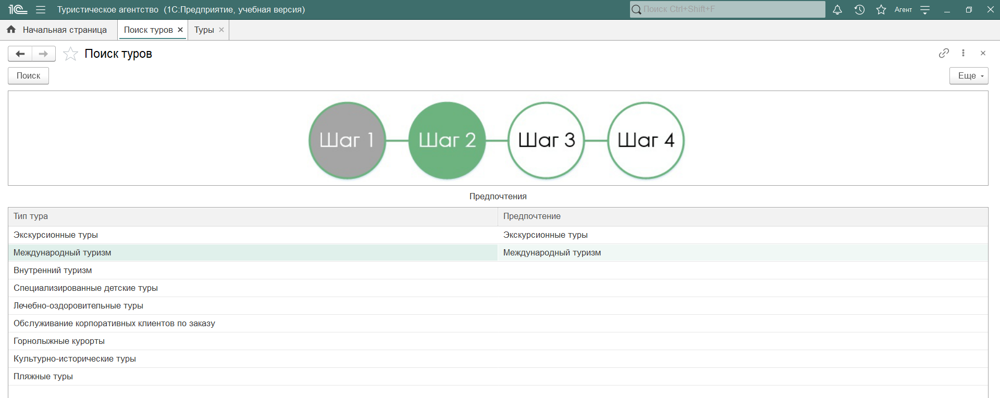 1С Туристическое агентство (1С:Предприятие, учебная версия) Поиск Ctrl+Shift+F Агент
Начальная страница Поиск туров Туры
Поиск туров
Поиск Еще
Шаг 1 Шаг 2 Шаг 3 Шаг 4
Предпочтения
Тип тура Предпочтение
Экскурсионные туры Экскурсионные туры
Международный туризм Международный туризм
Внутренний туризм
Специализированные детские туры
Лечебно-оздоровительные туры
Обслуживание корпоративных клиентов по заказу
Горнолыжные курорты
Культурно-исторические туры
Пляжные туры